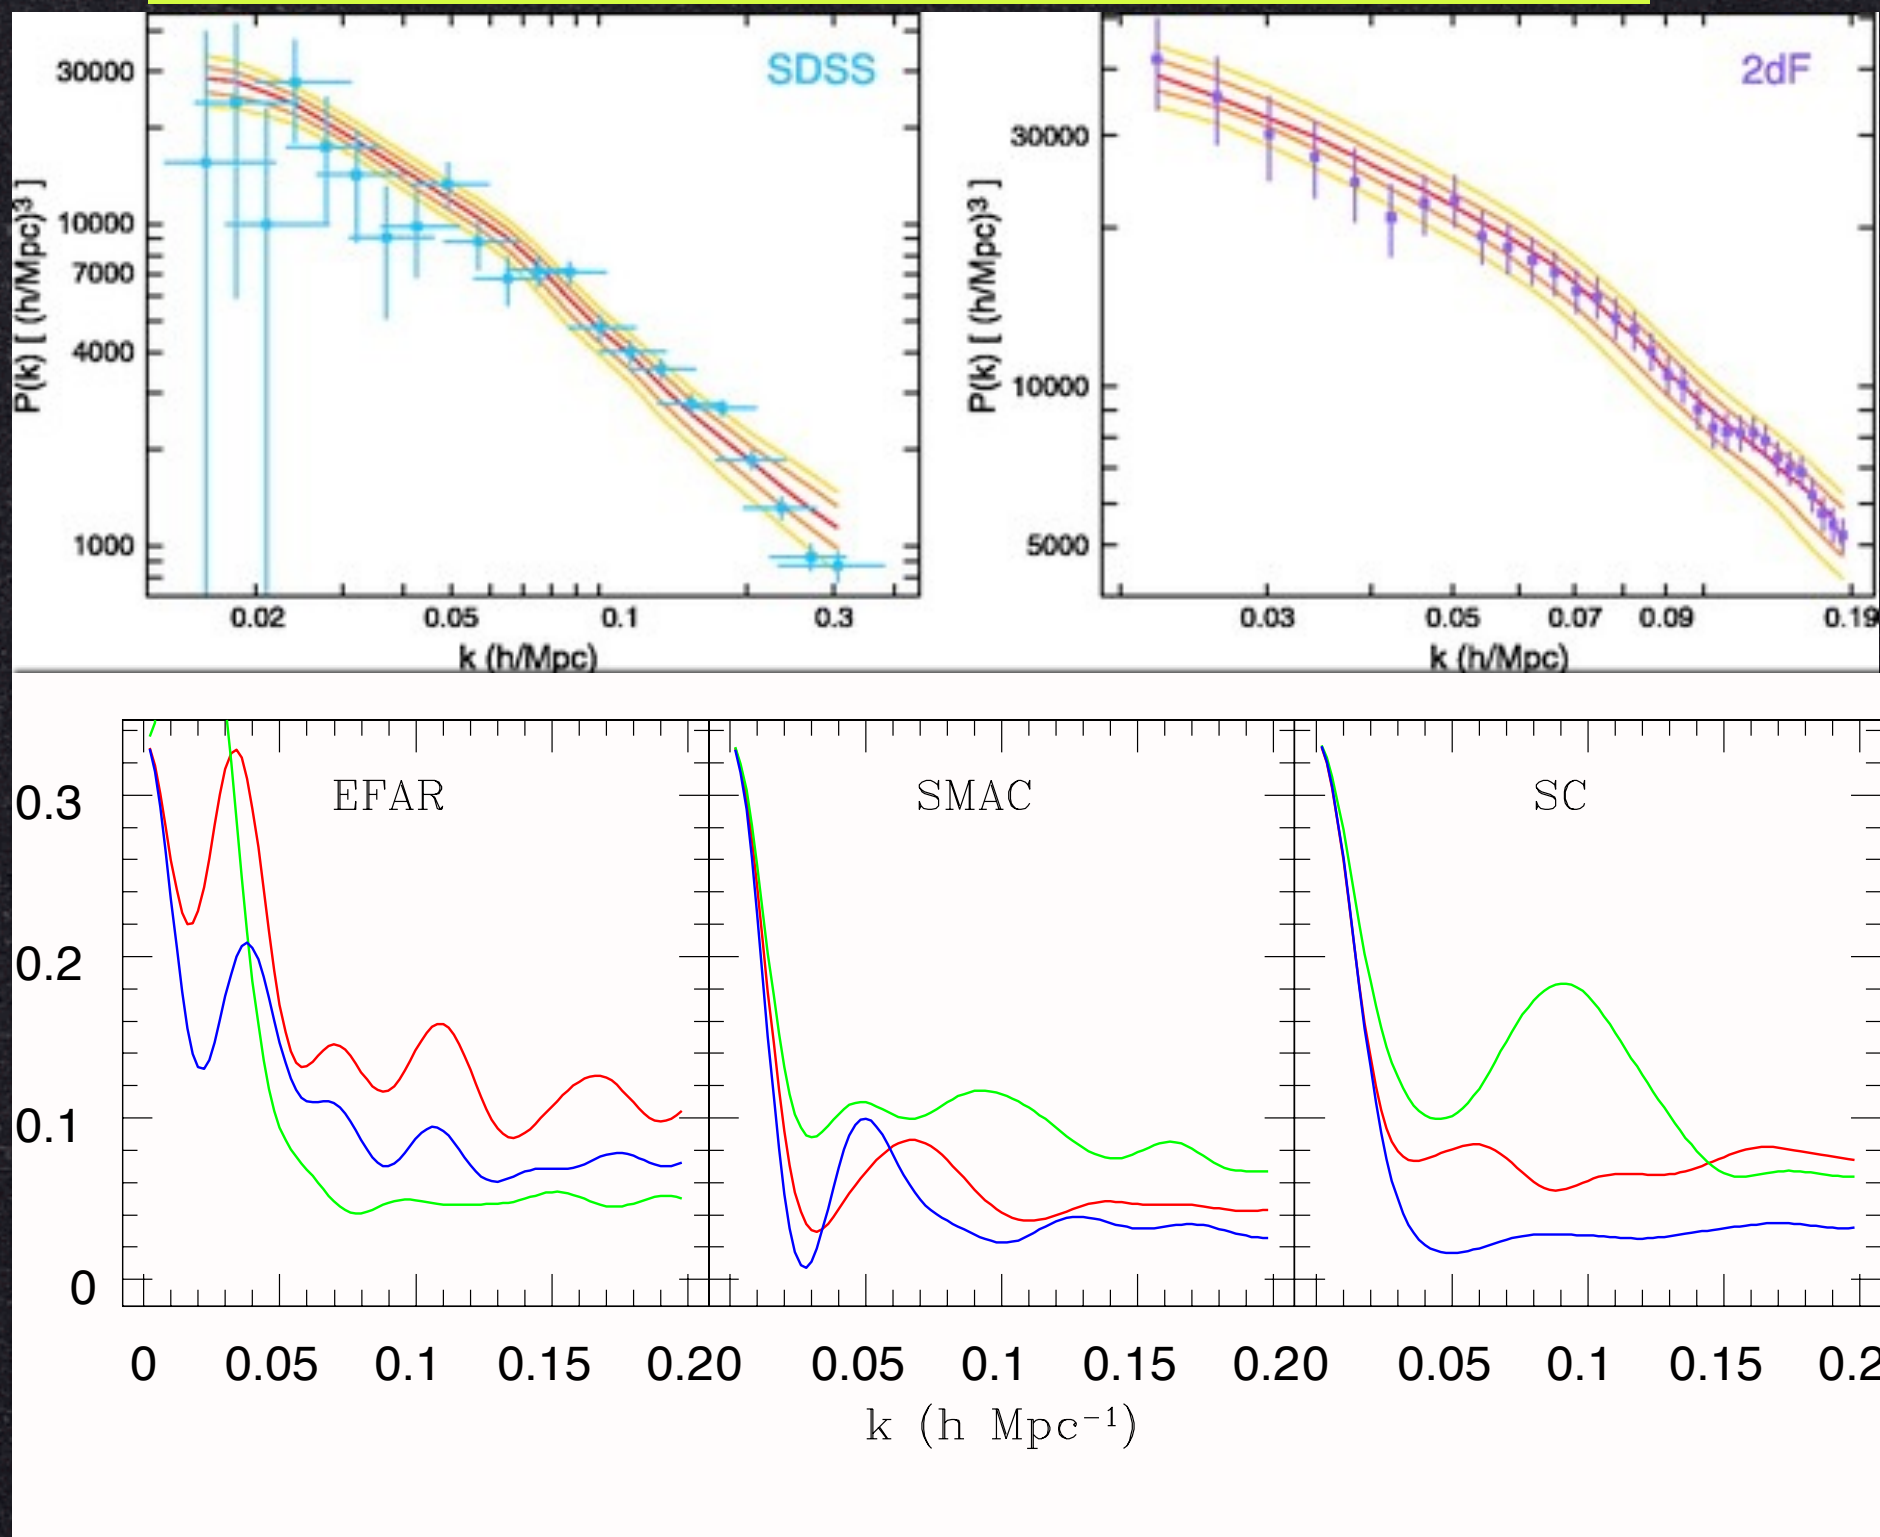 SDSS
30000
10000
7000
4000
1000
P(k) [ (h/Mpc)³ ]
0.02 0.05 0.1 0.3
k (h/Mpc)
2dF
30000
10000
5000
P(k) [ (h/Mpc)³ ]
0.03 0.05 0.07 0.09 0.19
k (h/Mpc)
EFAR SMAC SC
0.3
0.2
0.1
0
0 0.05 0.1 0.15 0.20 0.05 0.1 0.15 0.20 0.05 0.1 0.15 0.2
k (h Mpc⁻¹)